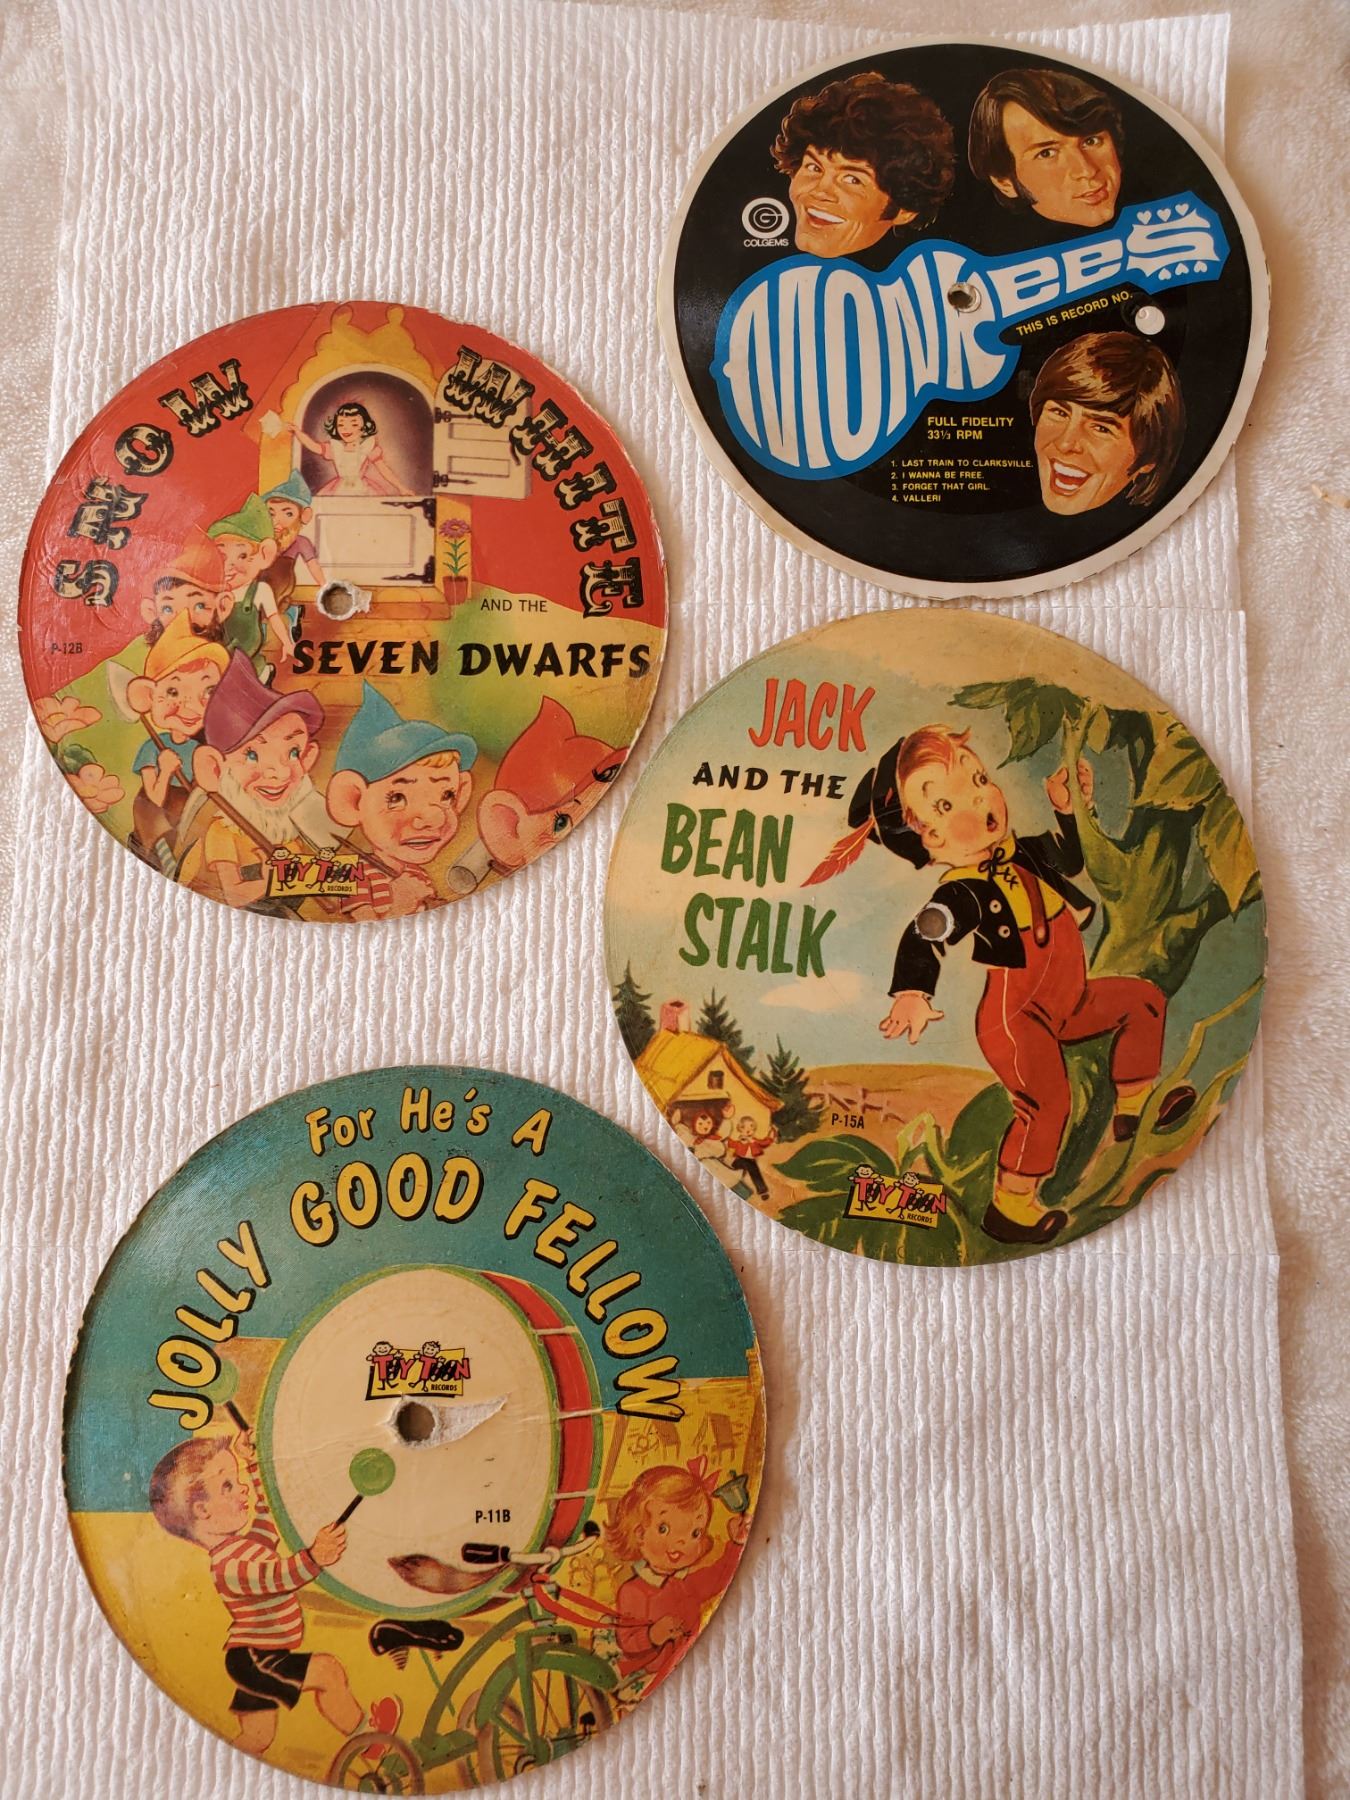 COLGEMS
MONKEES
THIS IS RECORD NO.
FULL FIDELITY
33⅓ RPM
1. LAST TRAIN TO CLARKSVILLE.
2. I WANNA BE FREE.
3. FORGET THAT GIRL.
4. VALLERI
SNOW WHITE
AND THE
SEVEN DWARFS
P-12B
TOY TOON
RECORDS
JACK
AND THE
BEAN
STALK
P-15A
TOY TOON
RECORDS
For He's A
JOLLY GOOD FELLOW
TOY TOON
RECORDS
P-11B